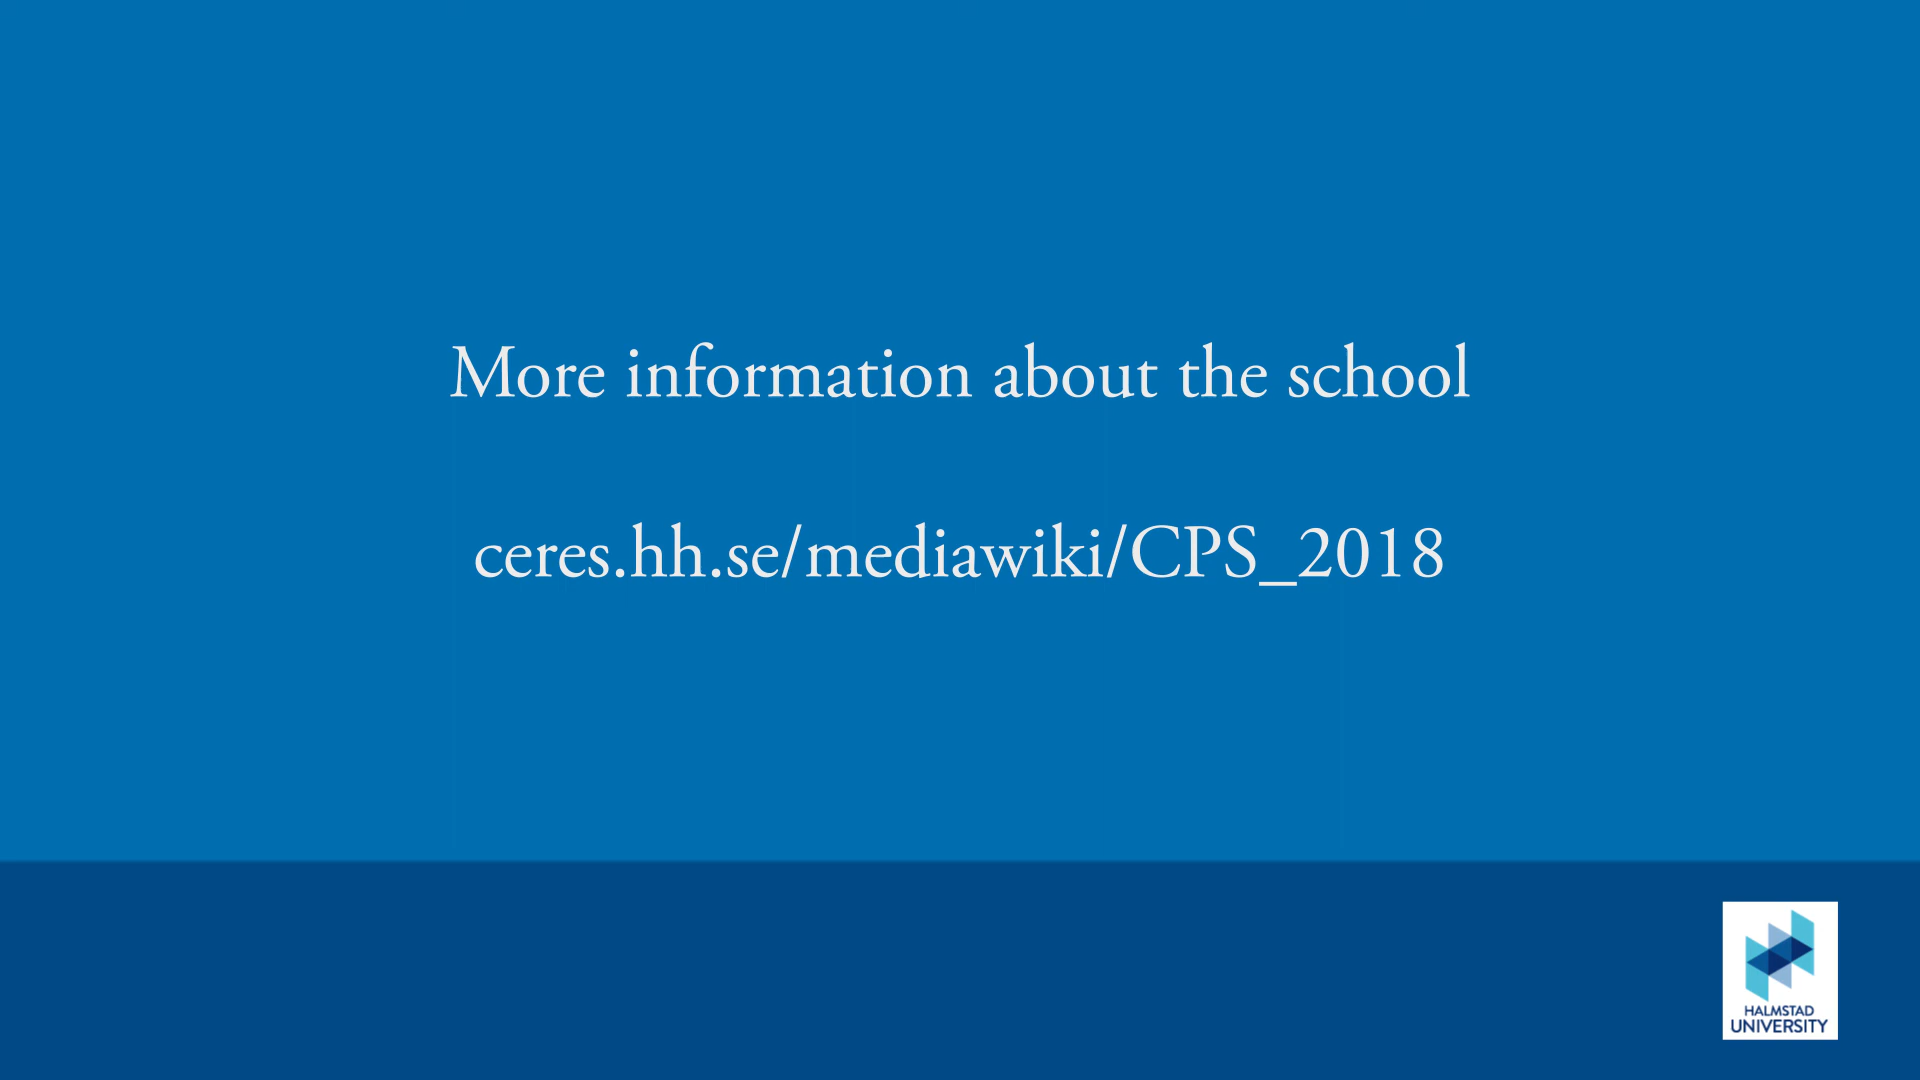 More information about the school
ceres.hh.se/mediawiki/CPS_2018
HALMSTAD
UNIVERSITY